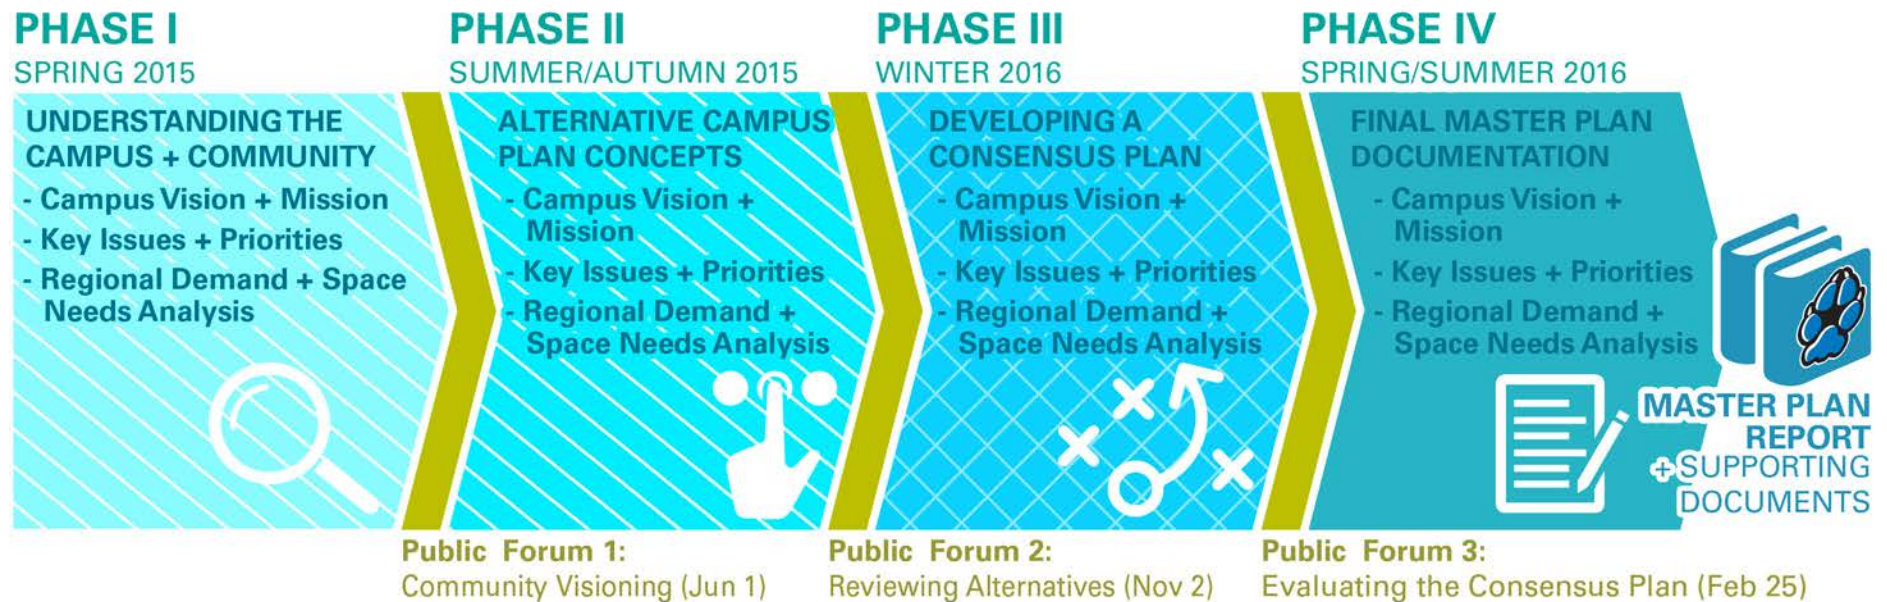 PHASE I
SPRING 2015
UNDERSTANDING THE
CAMPUS + COMMUNITY
- Campus Vision + Mission
- Key Issues + Priorities
- Regional Demand + Space
Needs Analysis
PHASE II
SUMMER/AUTUMN 2015
ALTERNATIVE CAMPUS
PLAN CONCEPTS
- Campus Vision +
Mission
- Key Issues + Priorities
- Regional Demand +
Space Needs Analysis
PHASE III
WINTER 2016
DEVELOPING A
CONSENSUS PLAN
- Campus Vision +
Mission
- Key Issues + Priorities
- Regional Demand +
Space Needs Analysis
PHASE IV
SPRING/SUMMER 2016
FINAL MASTER PLAN
DOCUMENTATION
- Campus Vision +
Mission
- Key Issues + Priorities
- Regional Demand +
Space Needs Analysis
MASTER PLAN
REPORT
+SUPPORTING
DOCUMENTS
Public Forum 1:
Community Visioning (Jun 1)
Public Forum 2:
Reviewing Alternatives (Nov 2)
Public Forum 3:
Evaluating the Consensus Plan (Feb 25)